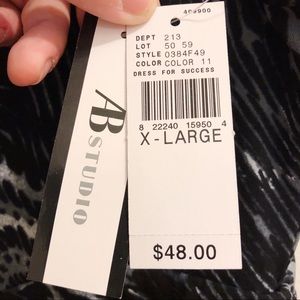 DEPT 213
LOT 50 59
STYLE 0384F49
COLOR COLOR 11
DRESS FOR SUCCESS
8 22240 15950 4
X-LARGE
$48.00
AB
STUDIO